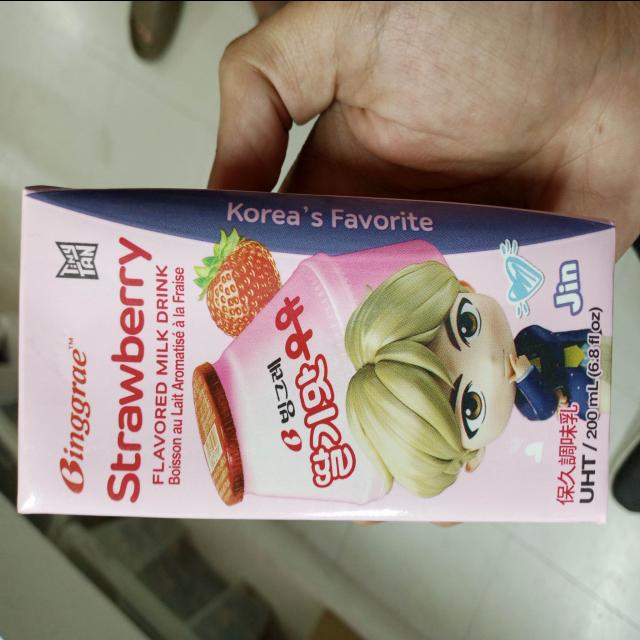 Binggrae™
Strawberry
FLAVORED MILK DRINK
Boisson au Lait Aromatisé à la Fraise
Korea's Favorite
빙그레
딸기맛 우유
Jin
保久調味乳
UHT / 200 mL (6.8 fl oz)